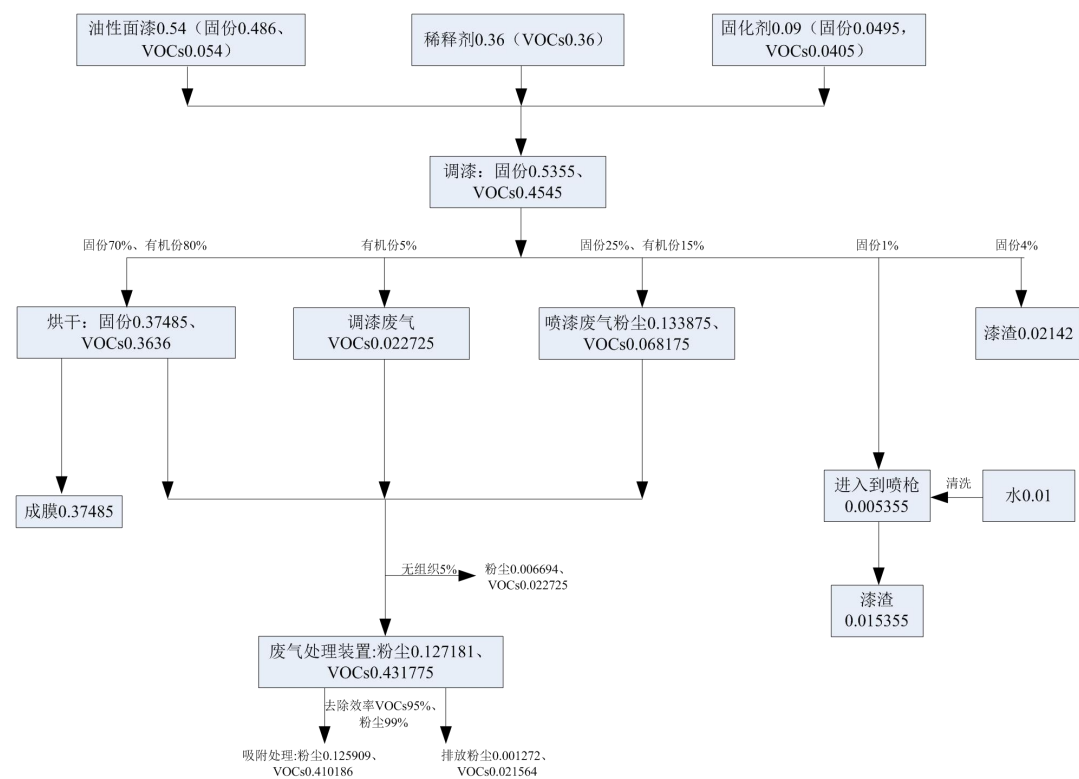 油性面漆0.54（固份0.486、
VOCs0.054）
稀释剂0.36（VOCs0.36）
固化剂0.09（固份0.0495，
VOCs0.0405）
调漆：固份0.5355、
VOCs0.4545
固份70%、有机份80%
有机份5%
固份25%、有机份15%
固份1%
固份4%
烘干：固份0.37485、
VOCs0.3636
调漆废气
VOCs0.022725
喷漆废气粉尘0.133875、
VOCs0.068175
漆渣0.02142
成膜0.37485
进入到喷枪
0.005355
清洗
水0.01
无组织5%
粉尘0.006694、
VOCs0.022725
漆渣
0.015355
废气处理装置:粉尘0.127181、
VOCs0.431775
去除效率VOCs95%、
粉尘99%
吸附处理:粉尘0.125909、
VOCs0.410186
排放粉尘0.001272、
VOCs0.021564